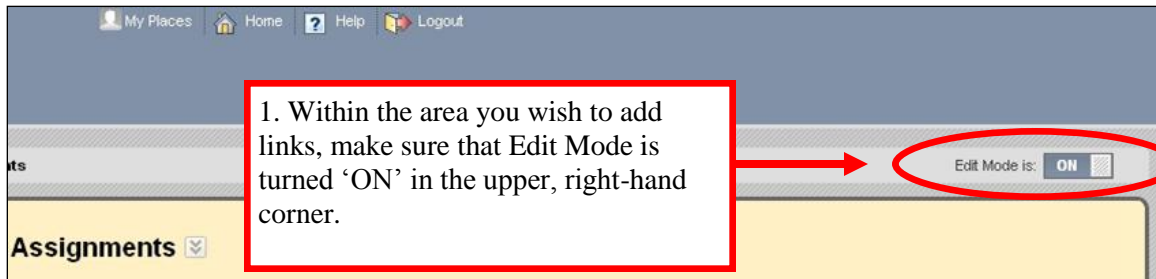 My Places Home ? Help Logout
1. Within the area you wish to add
links, make sure that Edit Mode is
turned ‘ON’ in the upper, right-hand
corner.
nts
Edit Mode is: ON
Assignments